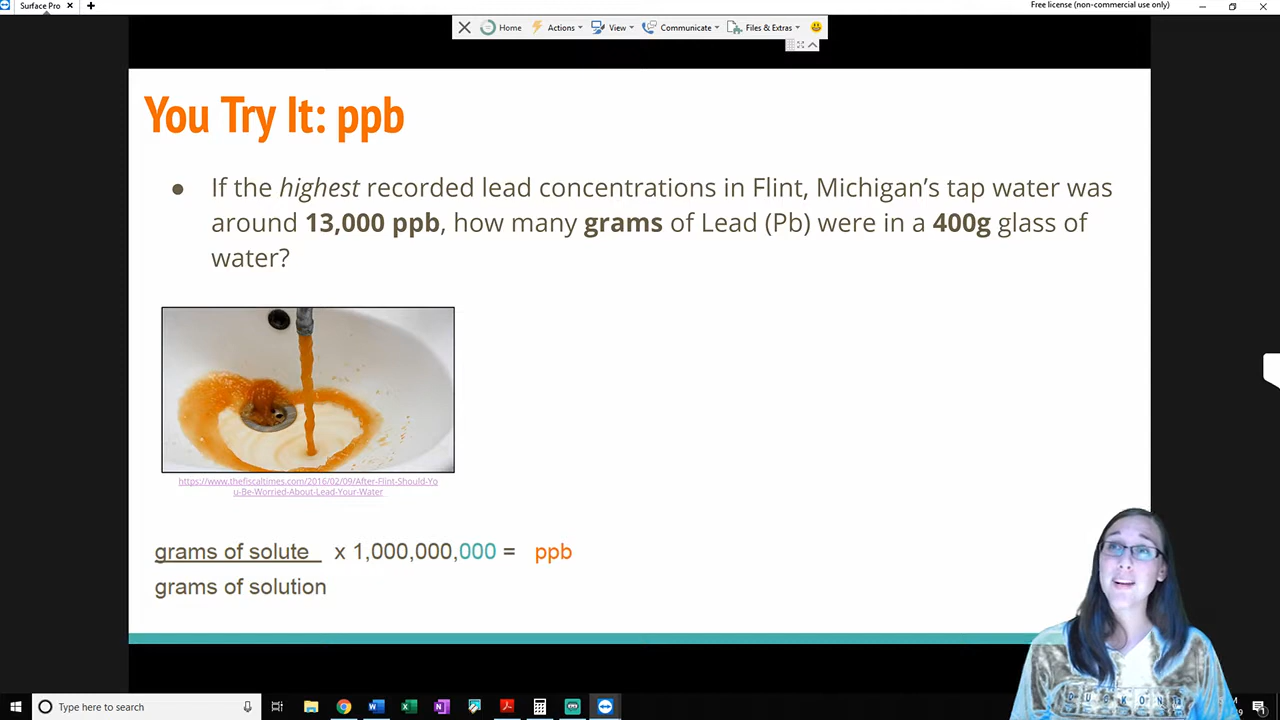 Surfuce Pro
Free license (non-commercial use only)
Home
Actions
View
Communicate
Files & Extras
You Try It: ppb
● If the highest recorded lead concentrations in Flint, Michigan's tap water was
around 13,000 ppb, how many grams of Lead (Pb) were in a 400g glass of
water?
https://www.thefiscaltimes.com/2016/02/09/After-Flint-Should-Yo
u-Be-Worried-About-Lead-Your-Water
grams of solute x 1,000,000,000 = ppb
grams of solution
Type here to search